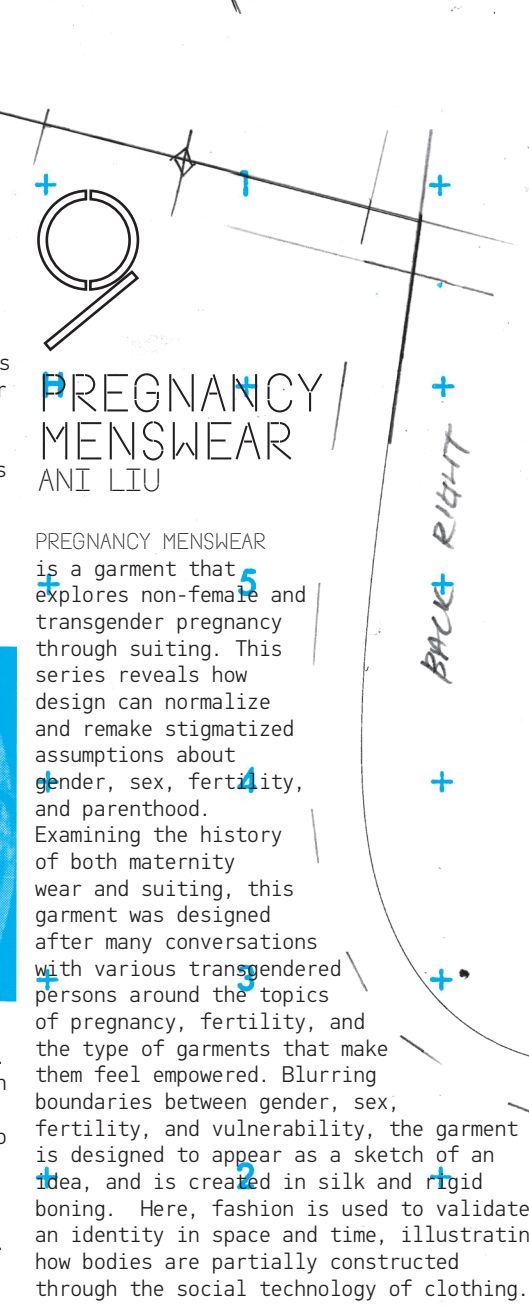 9
PREGNANCY
MENSWEAR
ANI LIU
PREGNANCY MENSWEAR
is a garment that
explores non-female and
transgender pregnancy
through suiting. This
series reveals how
design can normalize
and remake stigmatized
assumptions about
gender, sex, fertility,
and parenthood.
Examining the history
of both maternity
wear and suiting, this
garment was designed
after many conversations
with various transgendered
persons around the topics
of pregnancy, fertility, and
the type of garments that make
them feel empowered. Blurring
boundaries between gender, sex,
fertility, and vulnerability, the garment
is designed to appear as a sketch of an
idea, and is created in silk and rigid
boning.  Here, fashion is used to validate
an identity in space and time, illustratin
how bodies are partially constructed
through the social technology of clothing.
BACK RIGHT
1
H
5
4
3
2